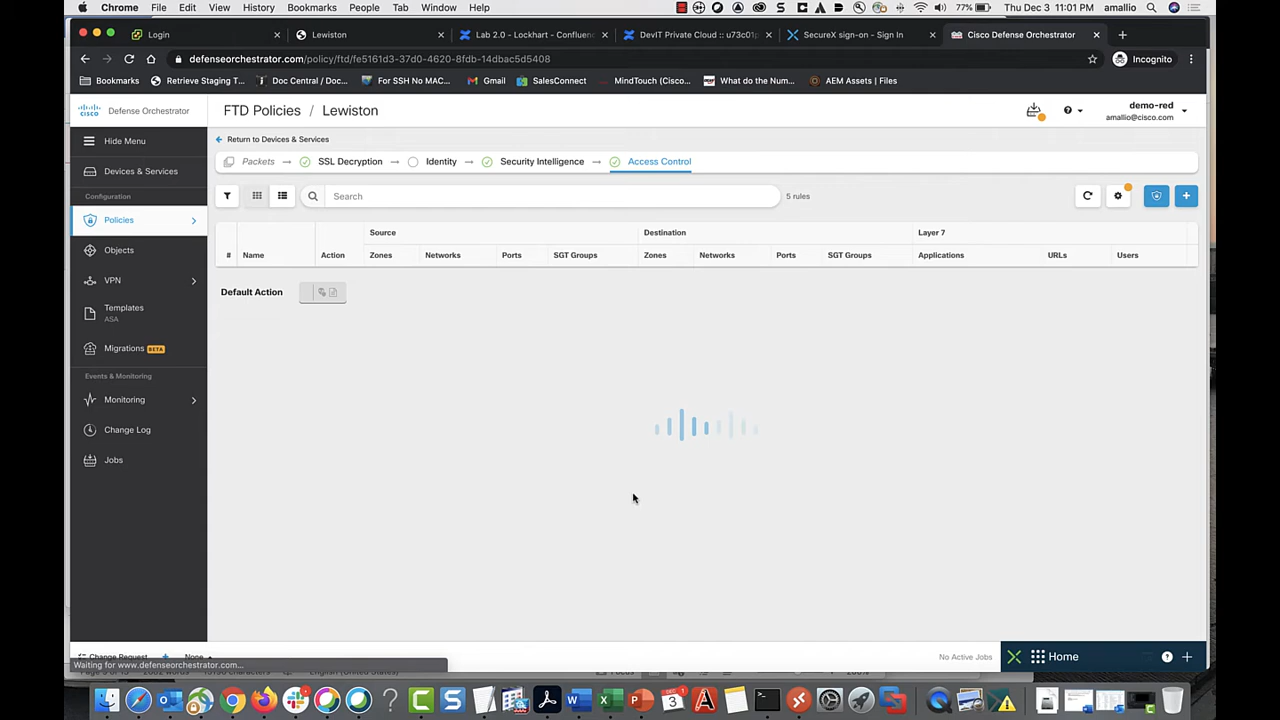 Chrome File Edit View History Bookmarks People Tab Window Help 77% Thu Dec 3 11:01 PM amallio
Login Lewiston Lab 2.0 - Lockhart - Confluenc DevIT Private Cloud :: u73c01p SecureX sign-on - Sign In Cisco Defense Orchestrator
defenseorchestrator.com/policy/ftd/fe5161d3-37d0-4620-8fdb-14dbac5d5408 Incognito
Bookmarks Retrieve Staging T... Doc Central / Doc... For SSH No MAC... Gmail SalesConnect MindTouch (Cisco... What do the Num... AEM Assets | Files
CISCO Defense Orchestrator FTD Policies / Lewiston demo-red
amallio@cisco.com
Hide Menu
Return to Devices & Services
Devices & Services
Packets SSL Decryption Identity Security Intelligence Access Control
Configuration
Search 5 rules
Policies
Objects
VPN
Templates
ASA
Migrations BETA
Events & Monitoring
Monitoring
Change Log
Jobs
Source Destination Layer 7
# Name Action Zones Networks Ports SGT Groups Zones Networks Ports SGT Groups Applications URLs Users
Default Action
Change Request None
No Active Jobs Home
Waiting for www.defenseorchestrator.com...